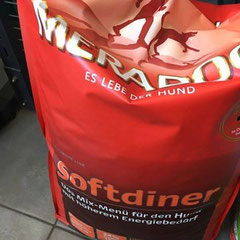 MERADOG
ES LEBE DER HUND
Softdiner
Das Mix-Menü für den Hund
mit höherem Energiebedarf